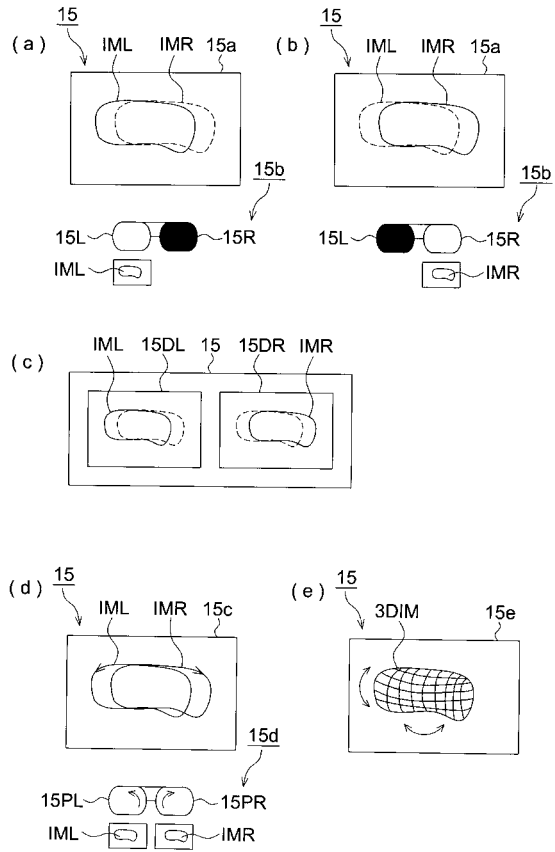 (a) 15 IML IMR 15a
15b
15L 15R
IML
(b) 15 IML IMR 15a
15b
15L 15R
IMR
(c) IML 15DL 15 15DR IMR
(d) 15 IML IMR 15c
15d
15PL 15PR
IML IMR
(e) 15 3DIM 15e